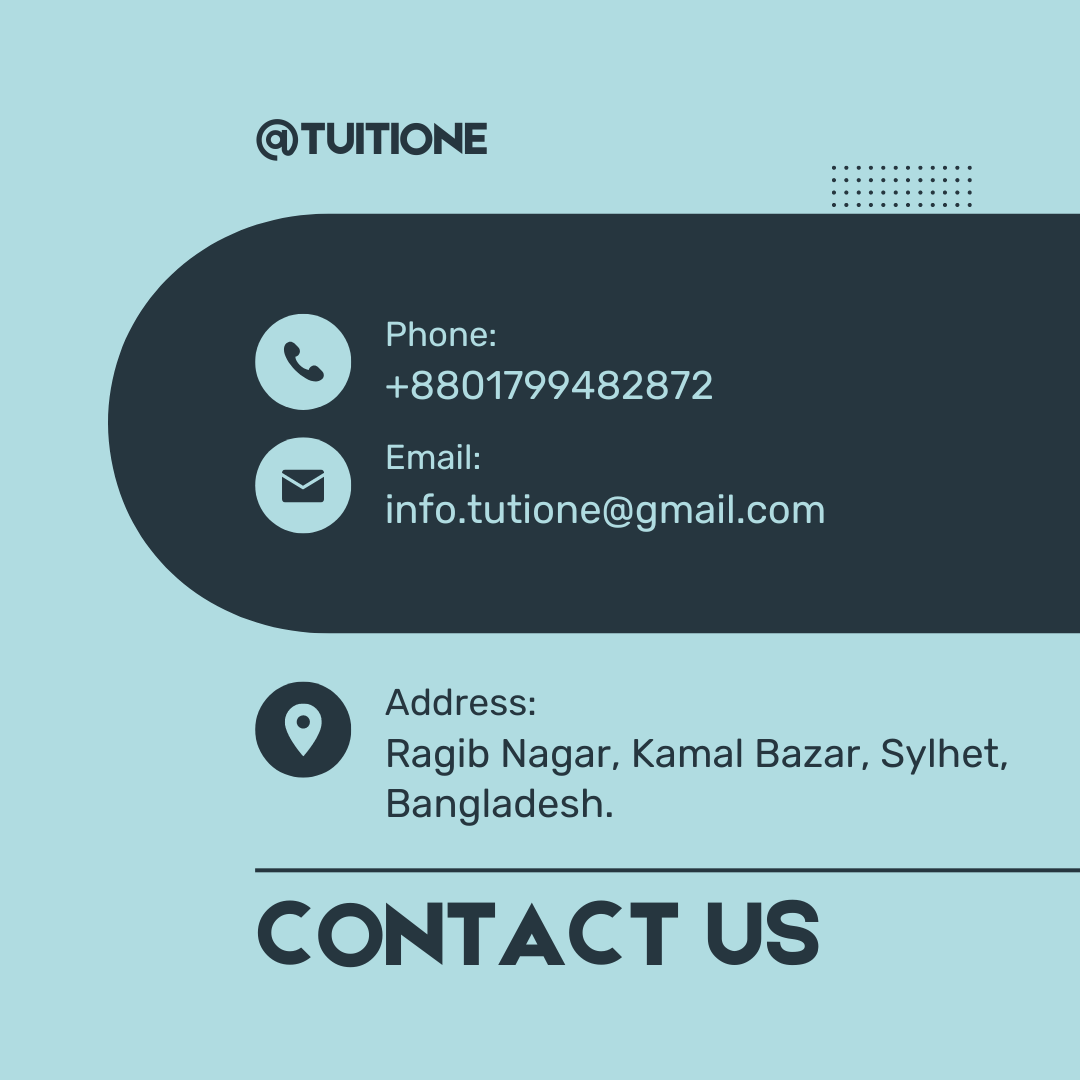 @TUITIONE
Phone:
+8801799482872
Email:
info.tutione@gmail.com
Address:
Ragib Nagar, Kamal Bazar, Sylhet,
Bangladesh.
CONTACT US